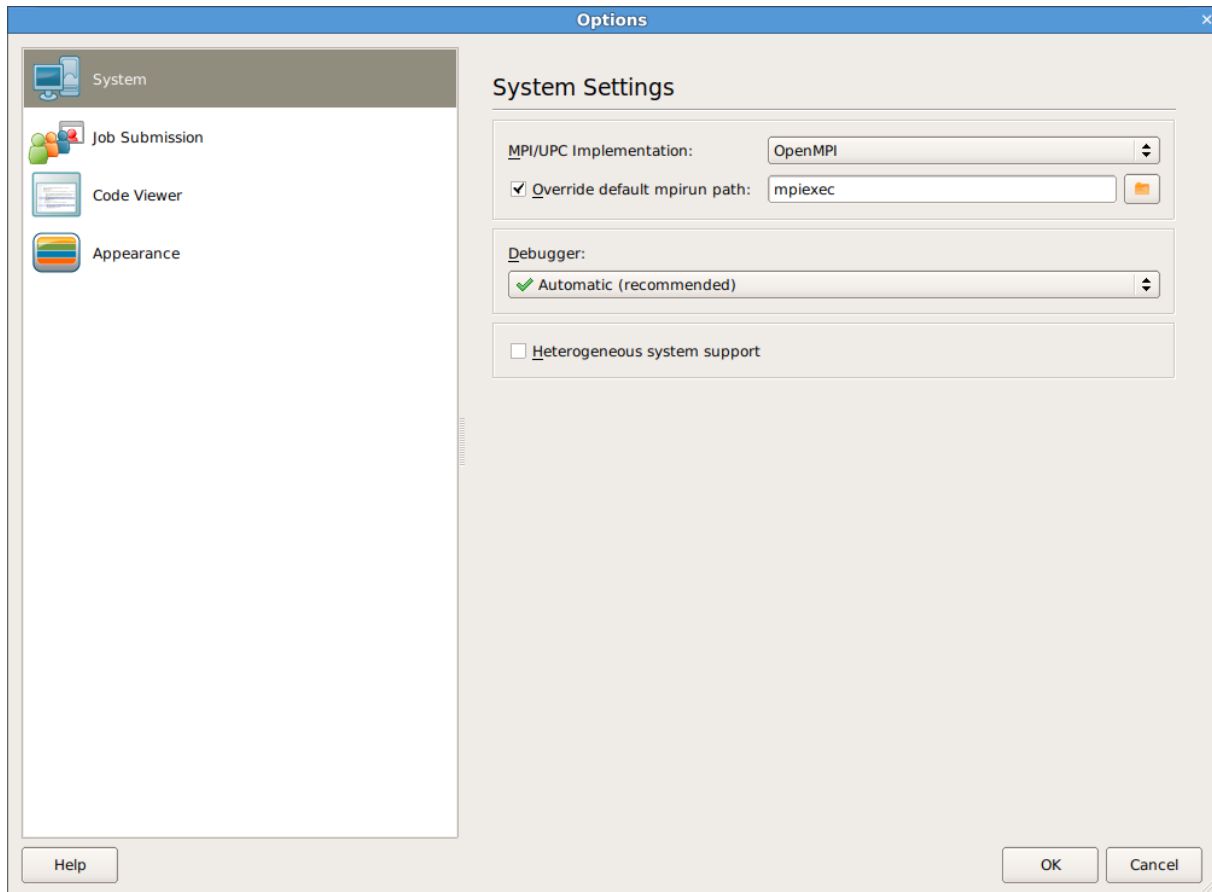 Options
System
Job Submission
Code Viewer
Appearance
System Settings
MPI/UPC Implementation: OpenMPI
Override default mpirun path: mpiexec
Debugger:
Automatic (recommended)
Heterogeneous system support
Help OK Cancel